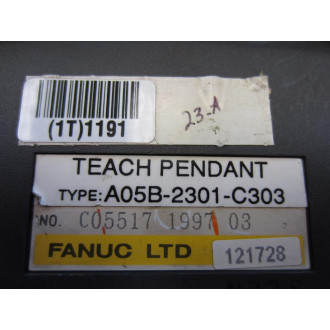 (1T)1191
23-A
TEACH PENDANT
TYPE: A05B-2301-C303
NO. C05517 1997 03
FANUC LTD 121728